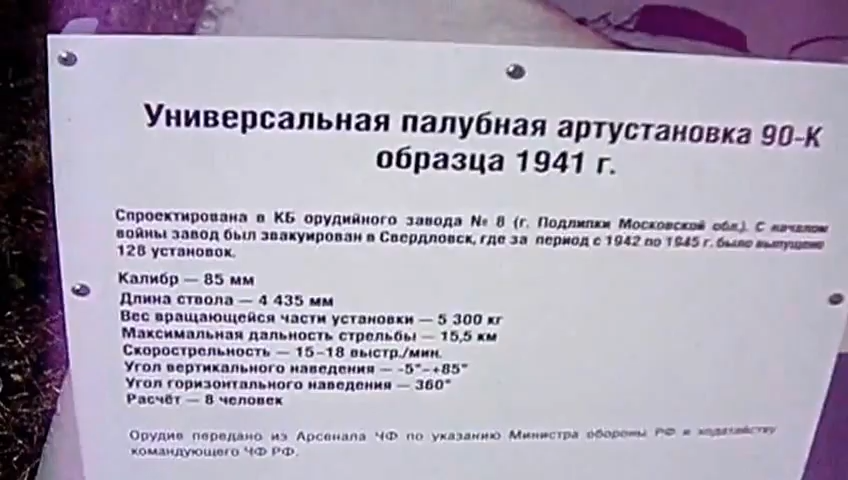 Универсальная палубная артустановка 90-К
образца 1941 г.
Спроектирована в КБ орудийного завода № 8 (г. Подлипки Московской обл.). С началом
войны завод был эвакуирован в Свердловск, где за период с 1942 по 1945 г. было выпущено
128 установок.
Калибр — 85 мм
Длина ствола — 4 435 мм
Вес вращающейся части установки — 5 300 кг
Максимальная дальность стрельбы — 15,5 км
Скорострельность — 15–18 выстр./мин.
Угол вертикального наведения — -5°–+85°
Угол горизонтального наведения — 360°
Расчёт — 8 человек
Орудие передано из Арсенала ЧФ по указанию Министра обороны РФ и ходатайству
командующего ЧФ РФ.